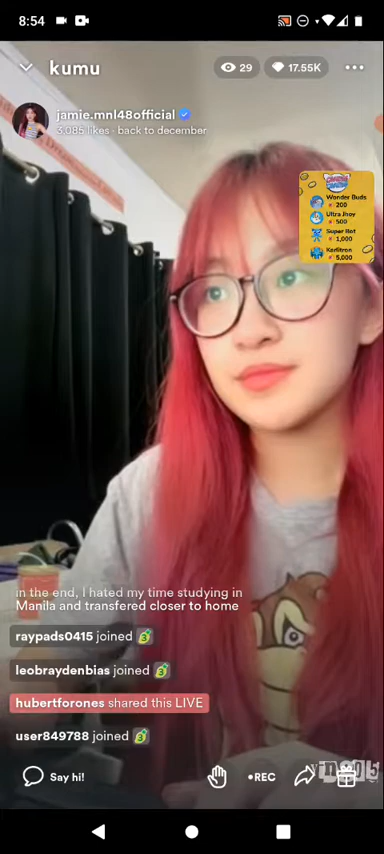 8:54
kumu
29
17.55K
jamie.mnl48official
3,085 likes · back to december
Wonder Buds
200
Ultra Jhoy
500
Super Bot
1,000
5,000
in the end, I hated my time studying in
Manila and transfered closer to home
raypads0415 joined
leobraydenbias joined
hubertforones shared this LIVE
user849788 joined
Say hi!
•REC